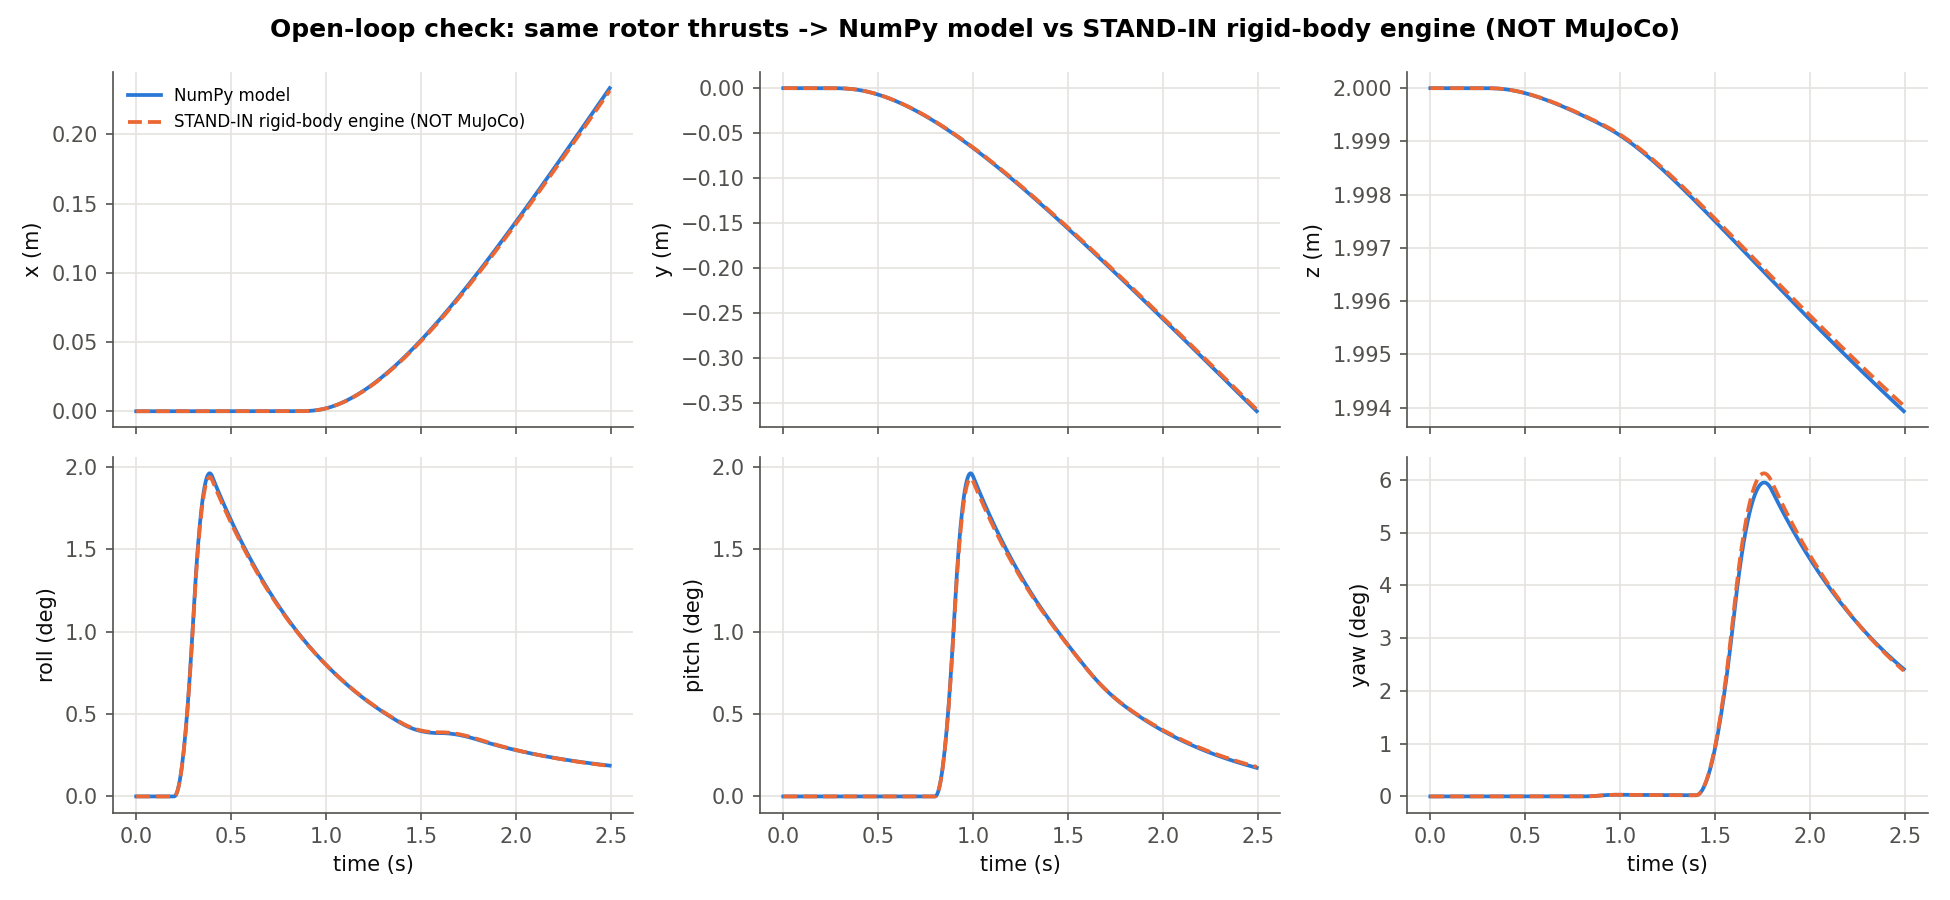 Open-loop check: same rotor thrusts -> NumPy model vs STAND-IN rigid-body engine (NOT MuJoCo)
NumPy model
STAND-IN rigid-body engine (NOT MuJoCo)
x (m)
0.20
0.15
0.10
0.05
0.00
y (m)
0.00
−0.05
−0.10
−0.15
−0.20
−0.25
−0.30
−0.35
z (m)
2.000
1.999
1.998
1.997
1.996
1.995
1.994
roll (deg)
2.0
1.5
1.0
0.5
0.0
0.0 0.5 1.0 1.5 2.0 2.5
time (s)
pitch (deg)
2.0
1.5
1.0
0.5
0.0
0.0 0.5 1.0 1.5 2.0 2.5
time (s)
yaw (deg)
6
5
4
3
2
1
0
0.0 0.5 1.0 1.5 2.0 2.5
time (s)